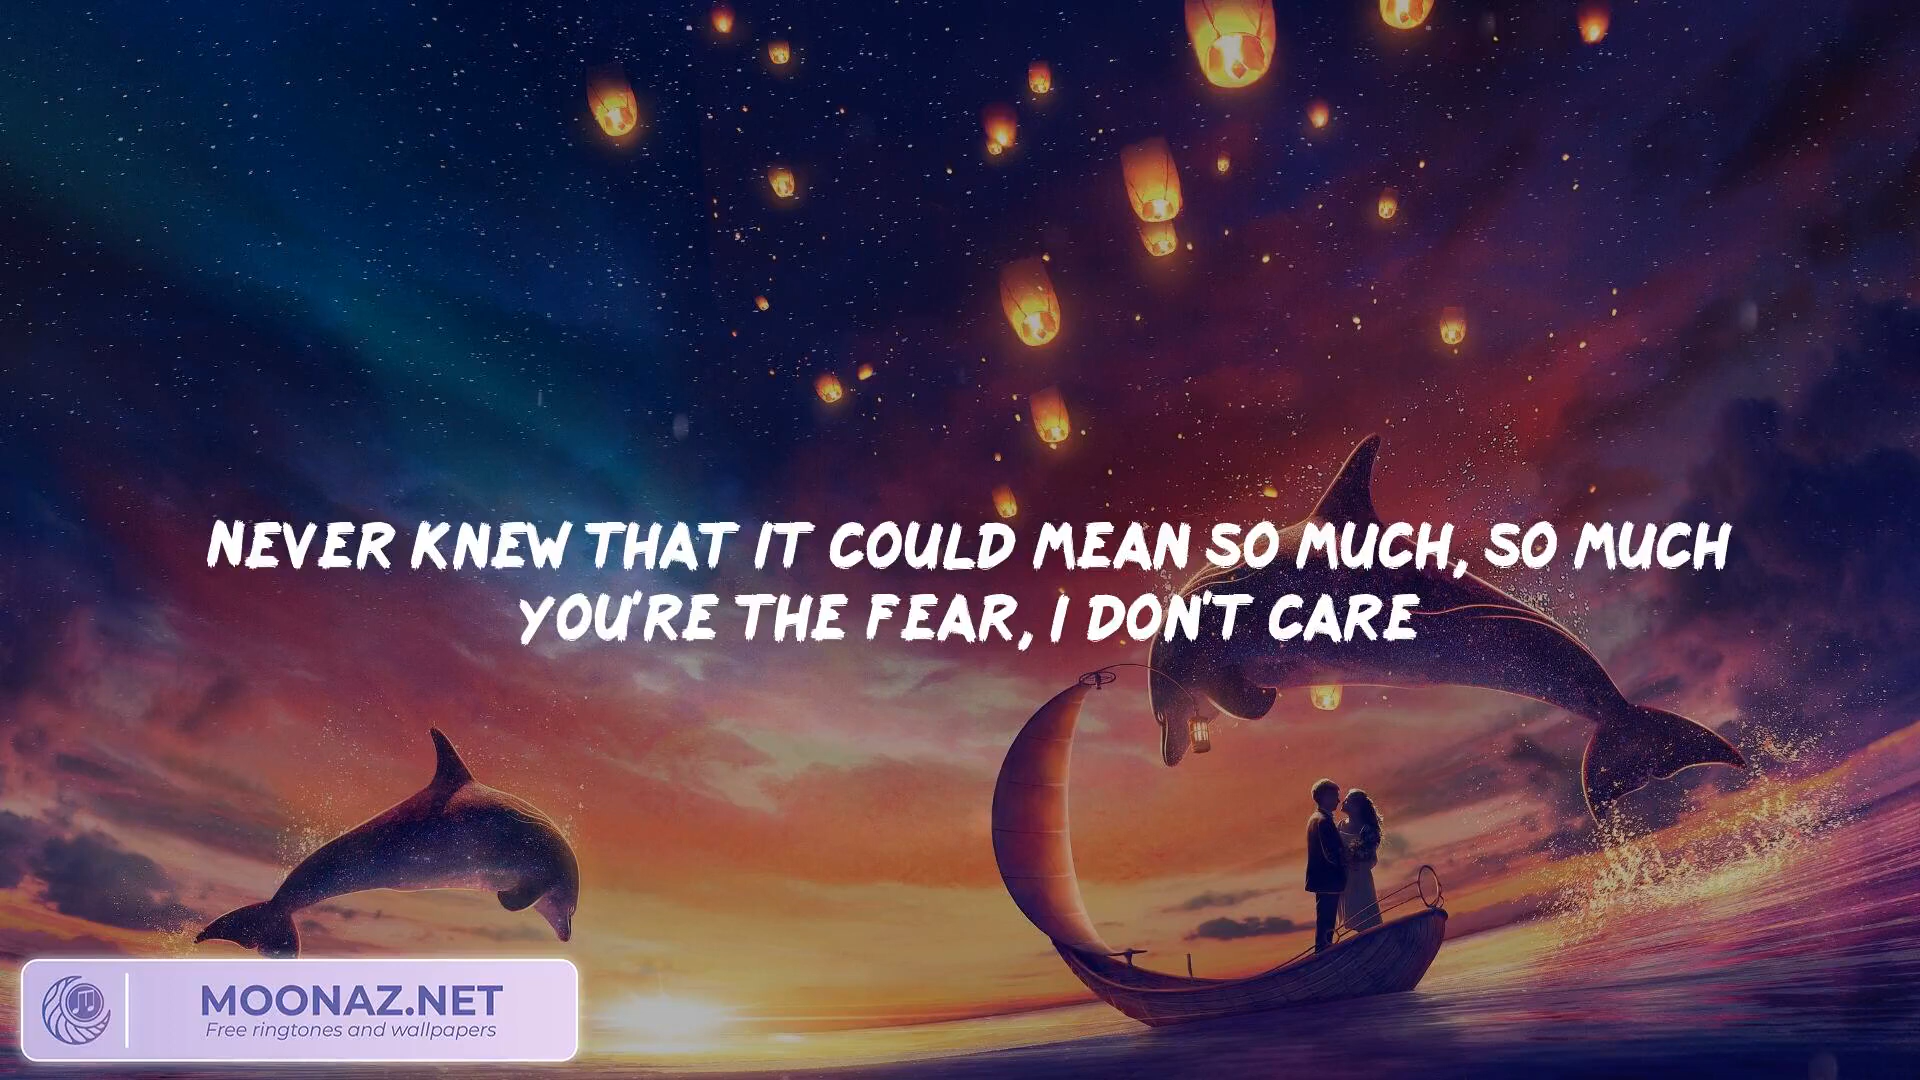 NEVER KNEW THAT IT COULD MEAN SO MUCH, SO MUCH
YOU'RE THE FEAR, I DON'T CARE
MOONAZ.NET
Free ringtones and wallpapers